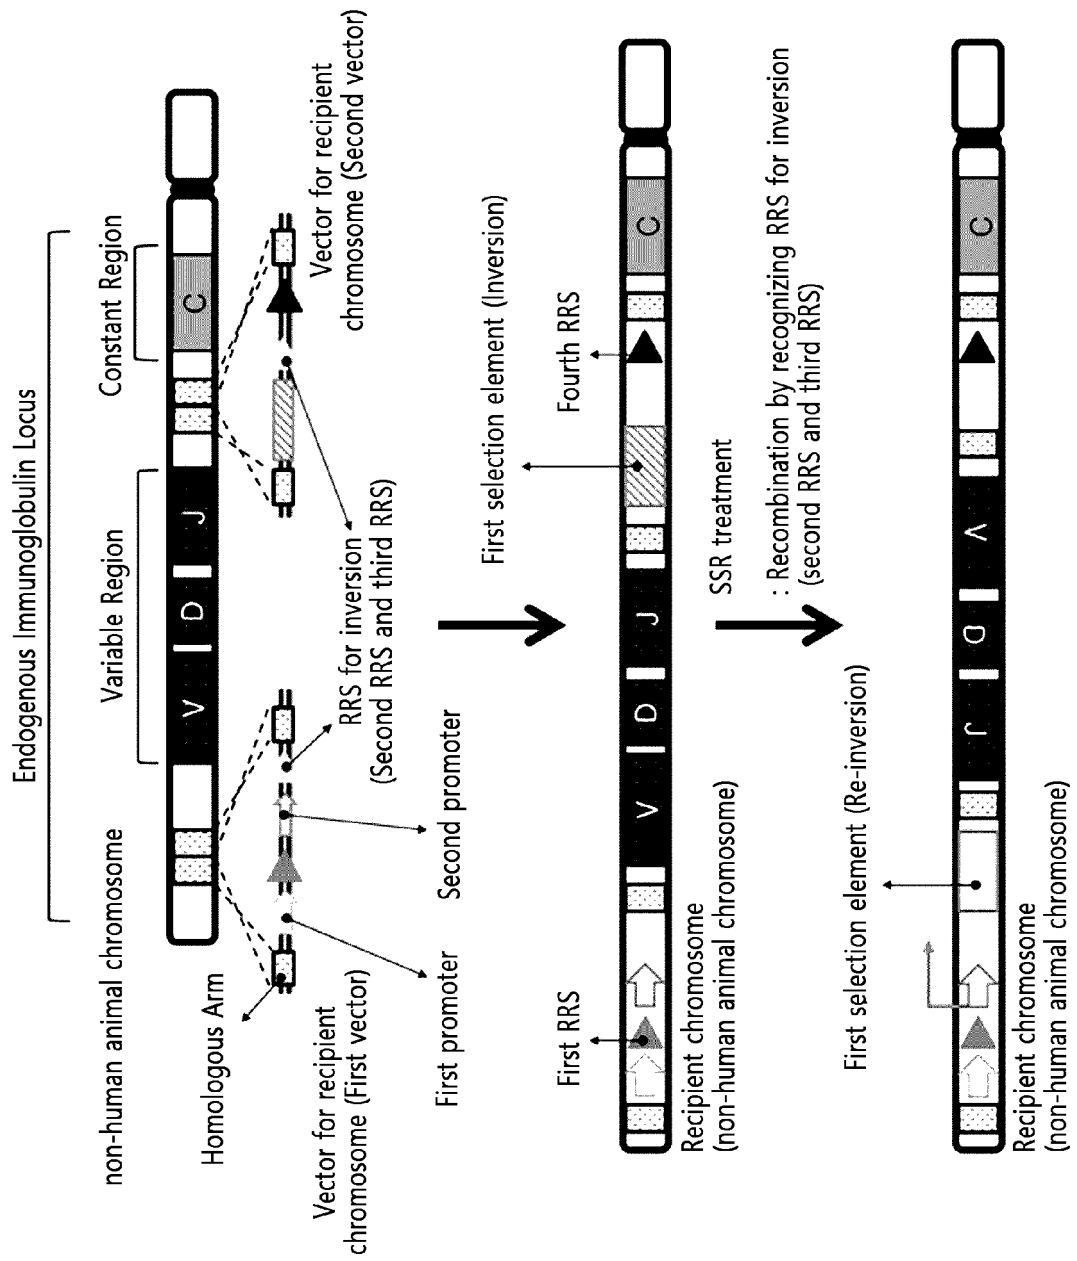 Endogenous Immunoglobulin Locus
non-human animal chromosome
Variable Region
Constant Region
V D J C
Homologous Arm
Vector for recipient
chromosome (First vector)
First promoter
Second promoter
RRS for inversion
(Second RRS and third RRS)
Vector for recipient
chromosome (Second vector)
First selection element (Inversion)
First RRS
Fourth RRS
V D J C
Recipient chromosome
(non-human animal chromosome)
SSR treatment
: Recombination by recognizing RRS for inversion
(second RRS and third RRS)
First selection element (Re-inversion)
J D V C
Recipient chromosome
(non-human animal chromosome)